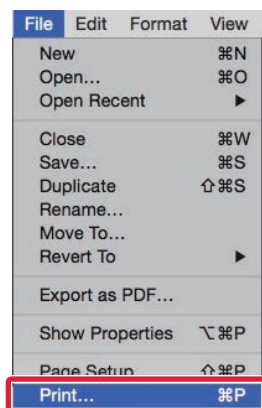 File Edit Format View
New ⌘N
Open... ⌘O
Open Recent ▶
Close ⌘W
Save... ⌘S
Duplicate ⇧⌘S
Rename...
Move To...
Revert To ▶
Export as PDF...
Show Properties ⌥⌘P
Page Setup ⇧⌘P
Print... ⌘P